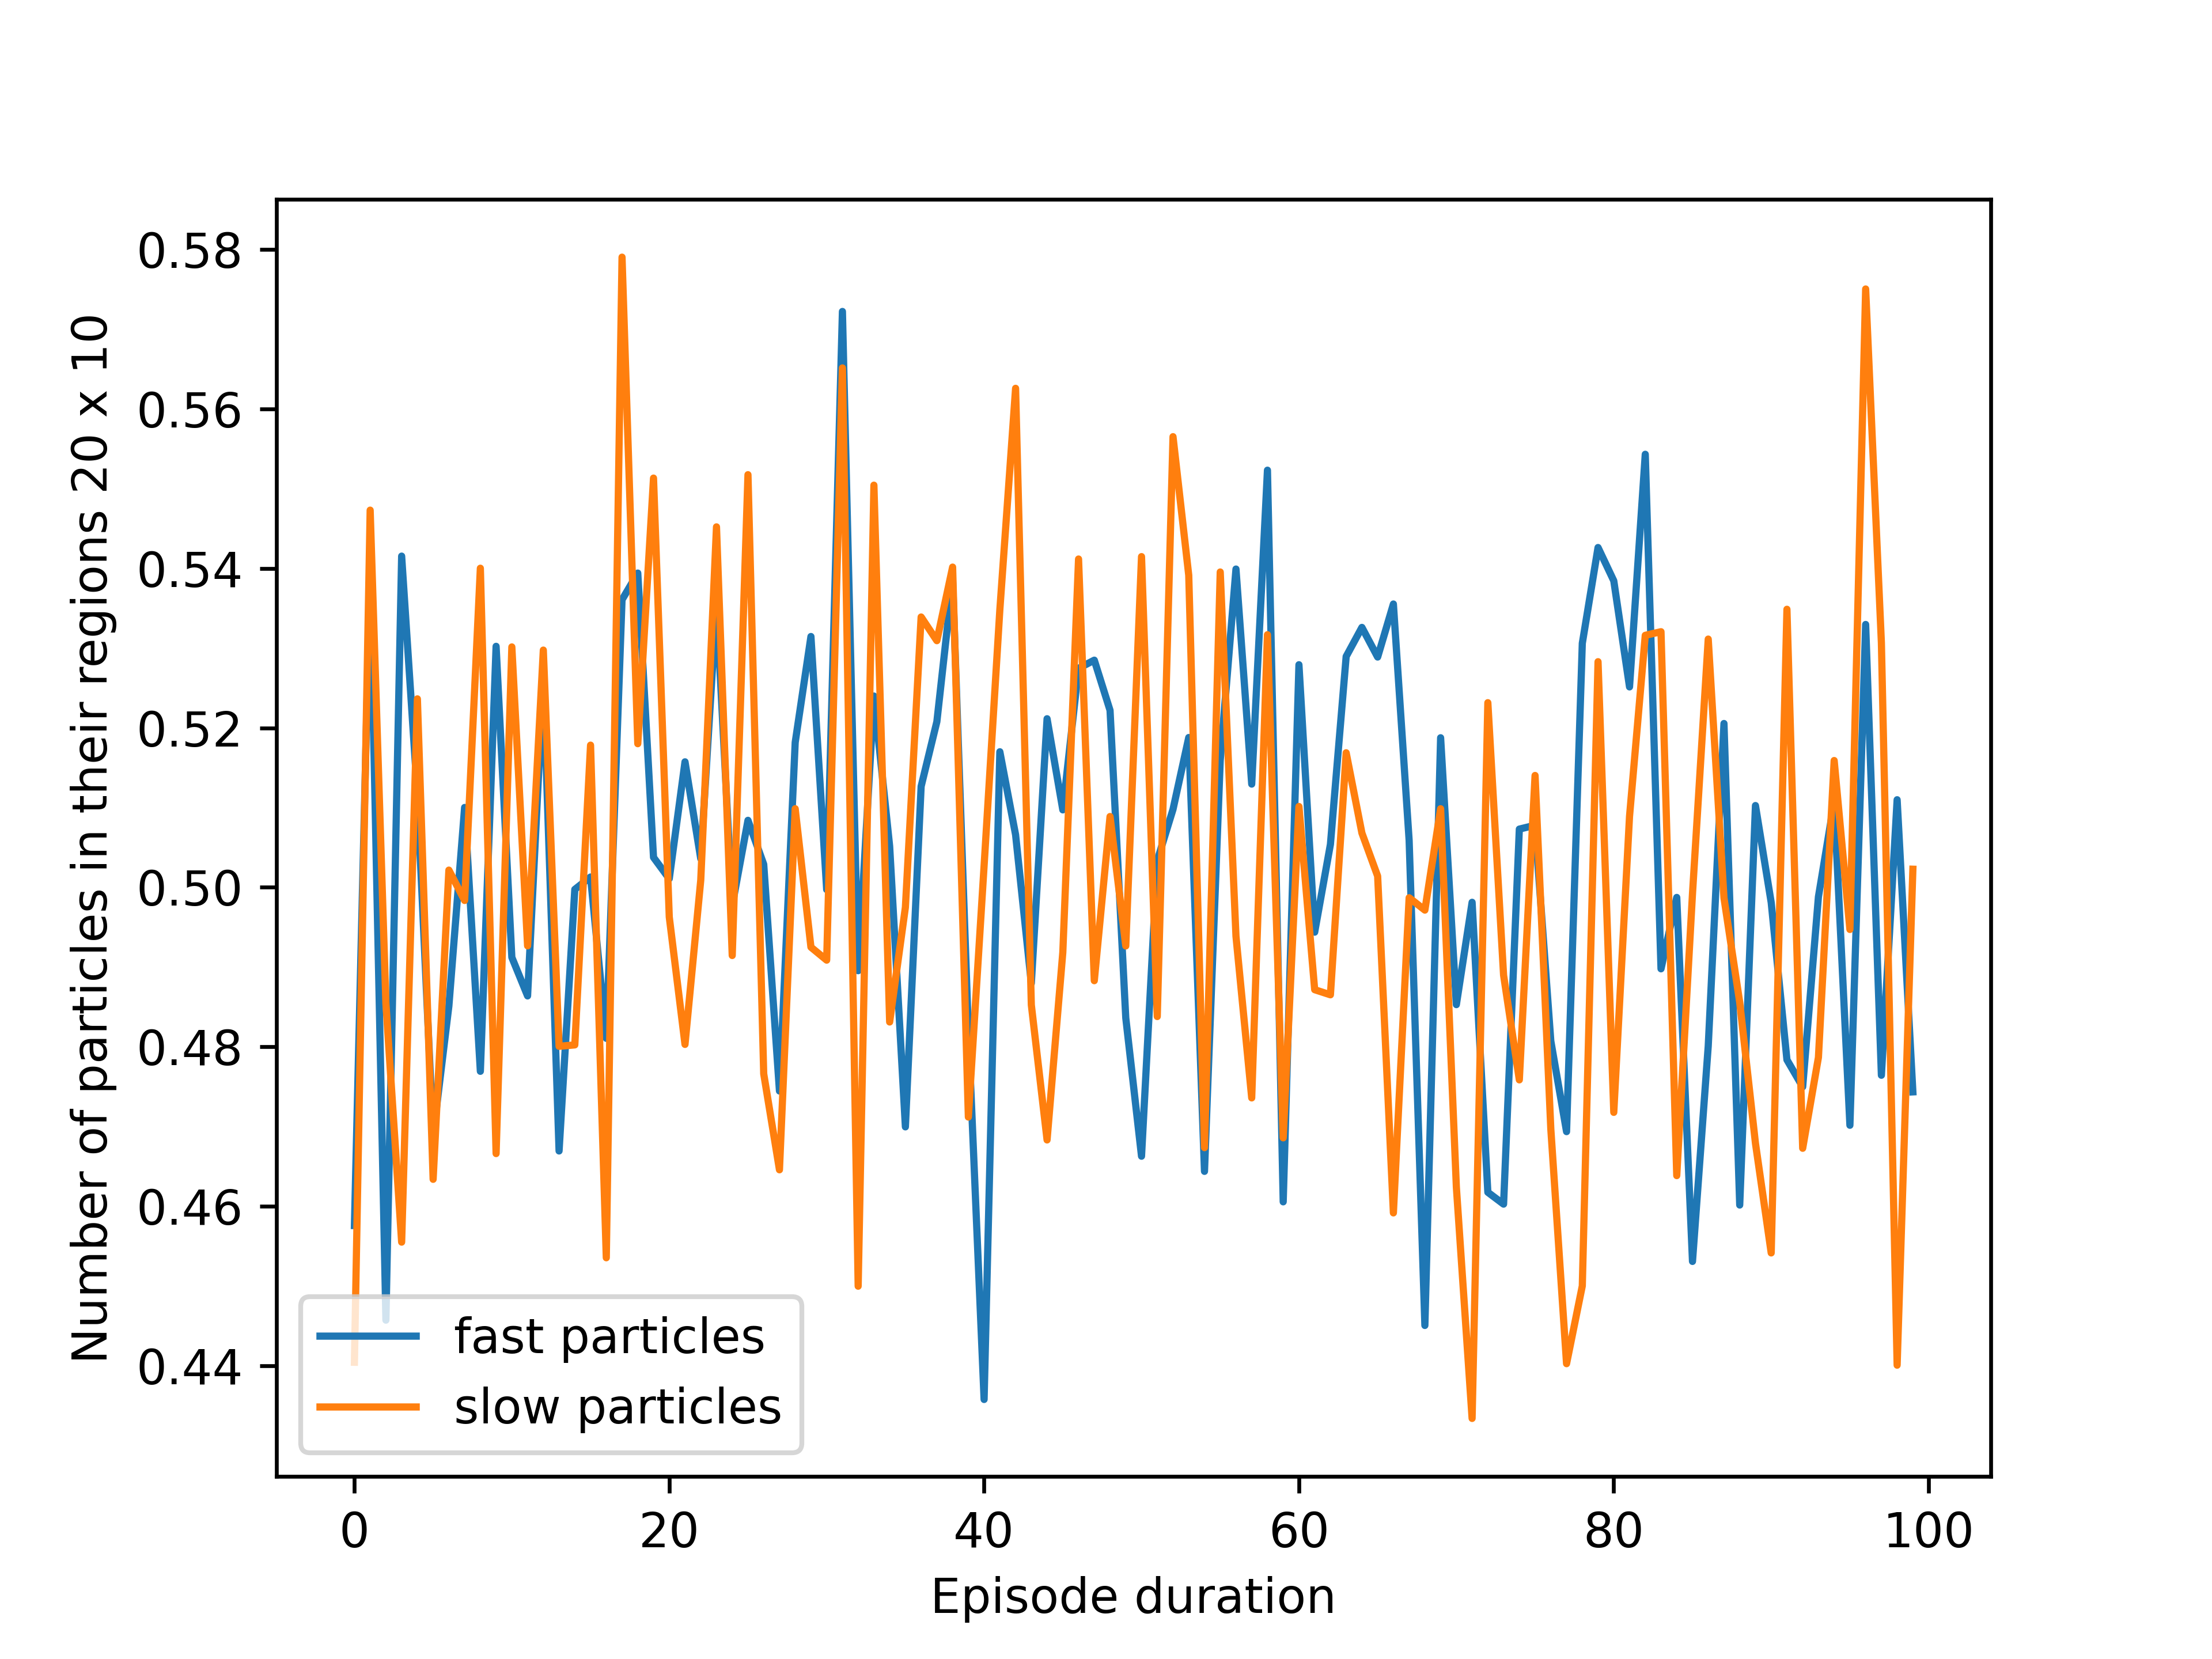 Number of particles in their regions 20 x 10
0.58
0.56
0.54
0.52
0.50
0.48
0.46
0.44
fast particles
slow particles
0 20 40 60 80 100
Episode duration